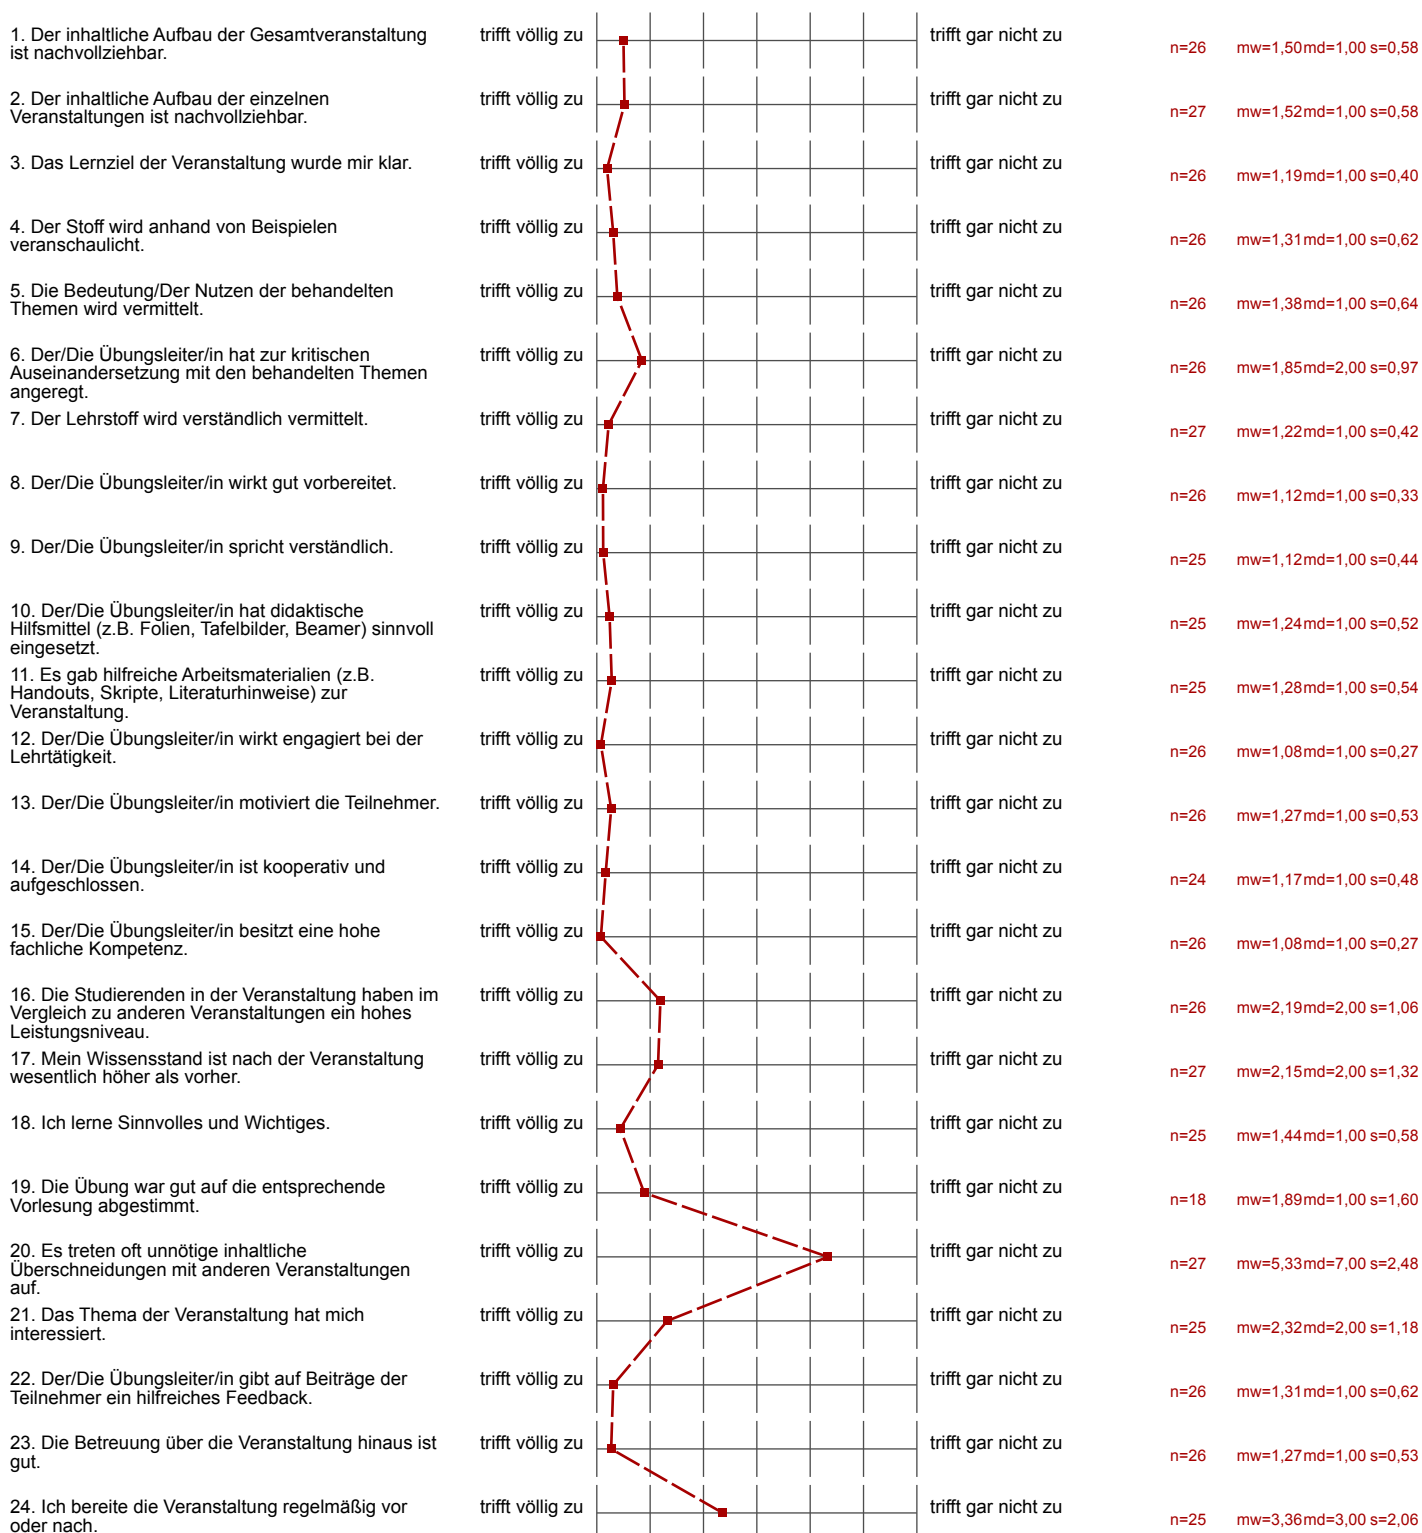 1. Der inhaltliche Aufbau der Gesamtveranstaltung
ist nachvollziehbar.
trifft völlig zu trifft gar nicht zu n=26 mw=1,50 md=1,00 s=0,58
2. Der inhaltliche Aufbau der einzelnen
Veranstaltungen ist nachvollziehbar.
trifft völlig zu trifft gar nicht zu n=27 mw=1,52 md=1,00 s=0,58
3. Das Lernziel der Veranstaltung wurde mir klar.
trifft völlig zu trifft gar nicht zu n=26 mw=1,19 md=1,00 s=0,40
4. Der Stoff wird anhand von Beispielen
veranschaulicht.
trifft völlig zu trifft gar nicht zu n=26 mw=1,31 md=1,00 s=0,62
5. Die Bedeutung/Der Nutzen der behandelten
Themen wird vermittelt.
trifft völlig zu trifft gar nicht zu n=26 mw=1,38 md=1,00 s=0,64
6. Der/Die Übungsleiter/in hat zur kritischen
Auseinandersetzung mit den behandelten Themen
angeregt.
trifft völlig zu trifft gar nicht zu n=26 mw=1,85 md=2,00 s=0,97
7. Der Lehrstoff wird verständlich vermittelt.
trifft völlig zu trifft gar nicht zu n=27 mw=1,22 md=1,00 s=0,42
8. Der/Die Übungsleiter/in wirkt gut vorbereitet.
trifft völlig zu trifft gar nicht zu n=26 mw=1,12 md=1,00 s=0,33
9. Der/Die Übungsleiter/in spricht verständlich.
trifft völlig zu trifft gar nicht zu n=25 mw=1,12 md=1,00 s=0,44
10. Der/Die Übungsleiter/in hat didaktische
Hilfsmittel (z.B. Folien, Tafelbilder, Beamer) sinnvoll
eingesetzt.
trifft völlig zu trifft gar nicht zu n=25 mw=1,24 md=1,00 s=0,52
11. Es gab hilfreiche Arbeitsmaterialien (z.B.
Handouts, Skripte, Literaturhinweise) zur
Veranstaltung.
trifft völlig zu trifft gar nicht zu n=25 mw=1,28 md=1,00 s=0,54
12. Der/Die Übungsleiter/in wirkt engagiert bei der
Lehrtätigkeit.
trifft völlig zu trifft gar nicht zu n=26 mw=1,08 md=1,00 s=0,27
13. Der/Die Übungsleiter/in motiviert die Teilnehmer.
trifft völlig zu trifft gar nicht zu n=26 mw=1,27 md=1,00 s=0,53
14. Der/Die Übungsleiter/in ist kooperativ und
aufgeschlossen.
trifft völlig zu trifft gar nicht zu n=24 mw=1,17 md=1,00 s=0,48
15. Der/Die Übungsleiter/in besitzt eine hohe
fachliche Kompetenz.
trifft völlig zu trifft gar nicht zu n=26 mw=1,08 md=1,00 s=0,27
16. Die Studierenden in der Veranstaltung haben im
Vergleich zu anderen Veranstaltungen ein hohes
Leistungsniveau.
trifft völlig zu trifft gar nicht zu n=26 mw=2,19 md=2,00 s=1,06
17. Mein Wissensstand ist nach der Veranstaltung
wesentlich höher als vorher.
trifft völlig zu trifft gar nicht zu n=27 mw=2,15 md=2,00 s=1,32
18. Ich lerne Sinnvolles und Wichtiges.
trifft völlig zu trifft gar nicht zu n=25 mw=1,44 md=1,00 s=0,58
19. Die Übung war gut auf die entsprechende
Vorlesung abgestimmt.
trifft völlig zu trifft gar nicht zu n=18 mw=1,89 md=1,00 s=1,60
20. Es treten oft unnötige inhaltliche
Überschneidungen mit anderen Veranstaltungen
auf.
trifft völlig zu trifft gar nicht zu n=27 mw=5,33 md=7,00 s=2,48
21. Das Thema der Veranstaltung hat mich
interessiert.
trifft völlig zu trifft gar nicht zu n=25 mw=2,32 md=2,00 s=1,18
22. Der/Die Übungsleiter/in gibt auf Beiträge der
Teilnehmer ein hilfreiches Feedback.
trifft völlig zu trifft gar nicht zu n=26 mw=1,31 md=1,00 s=0,62
23. Die Betreuung über die Veranstaltung hinaus ist
gut.
trifft völlig zu trifft gar nicht zu n=26 mw=1,27 md=1,00 s=0,53
24. Ich bereite die Veranstaltung regelmäßig vor
oder nach.
trifft völlig zu trifft gar nicht zu n=25 mw=3,36 md=3,00 s=2,06